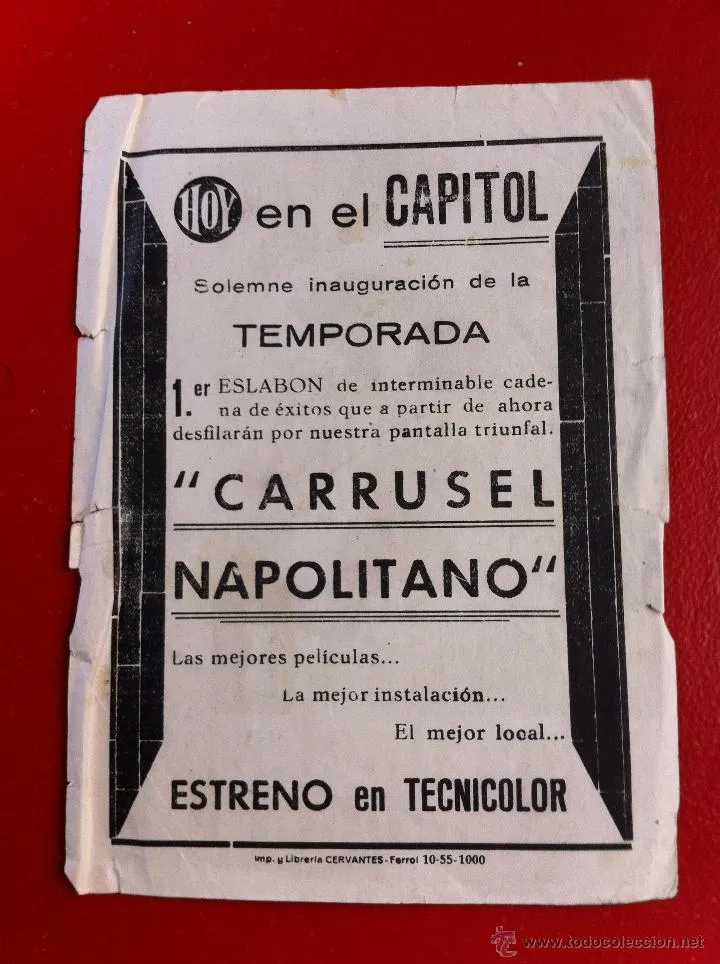 HOY en el CAPITOL
Solemne inauguración de la
TEMPORADA
1.er ESLABON de interminable cade-
na de éxitos que a partir de ahora
desfilarán por nuestra pantalla triunfal.
"CARRUSEL
NAPOLITANO"
Las mejores películas...
La mejor instalación...
El mejor local...
ESTRENO en TECNICOLOR
Imp. y Librería CERVANTES-Ferrol 10-55-1000
www.todocoleccion.net